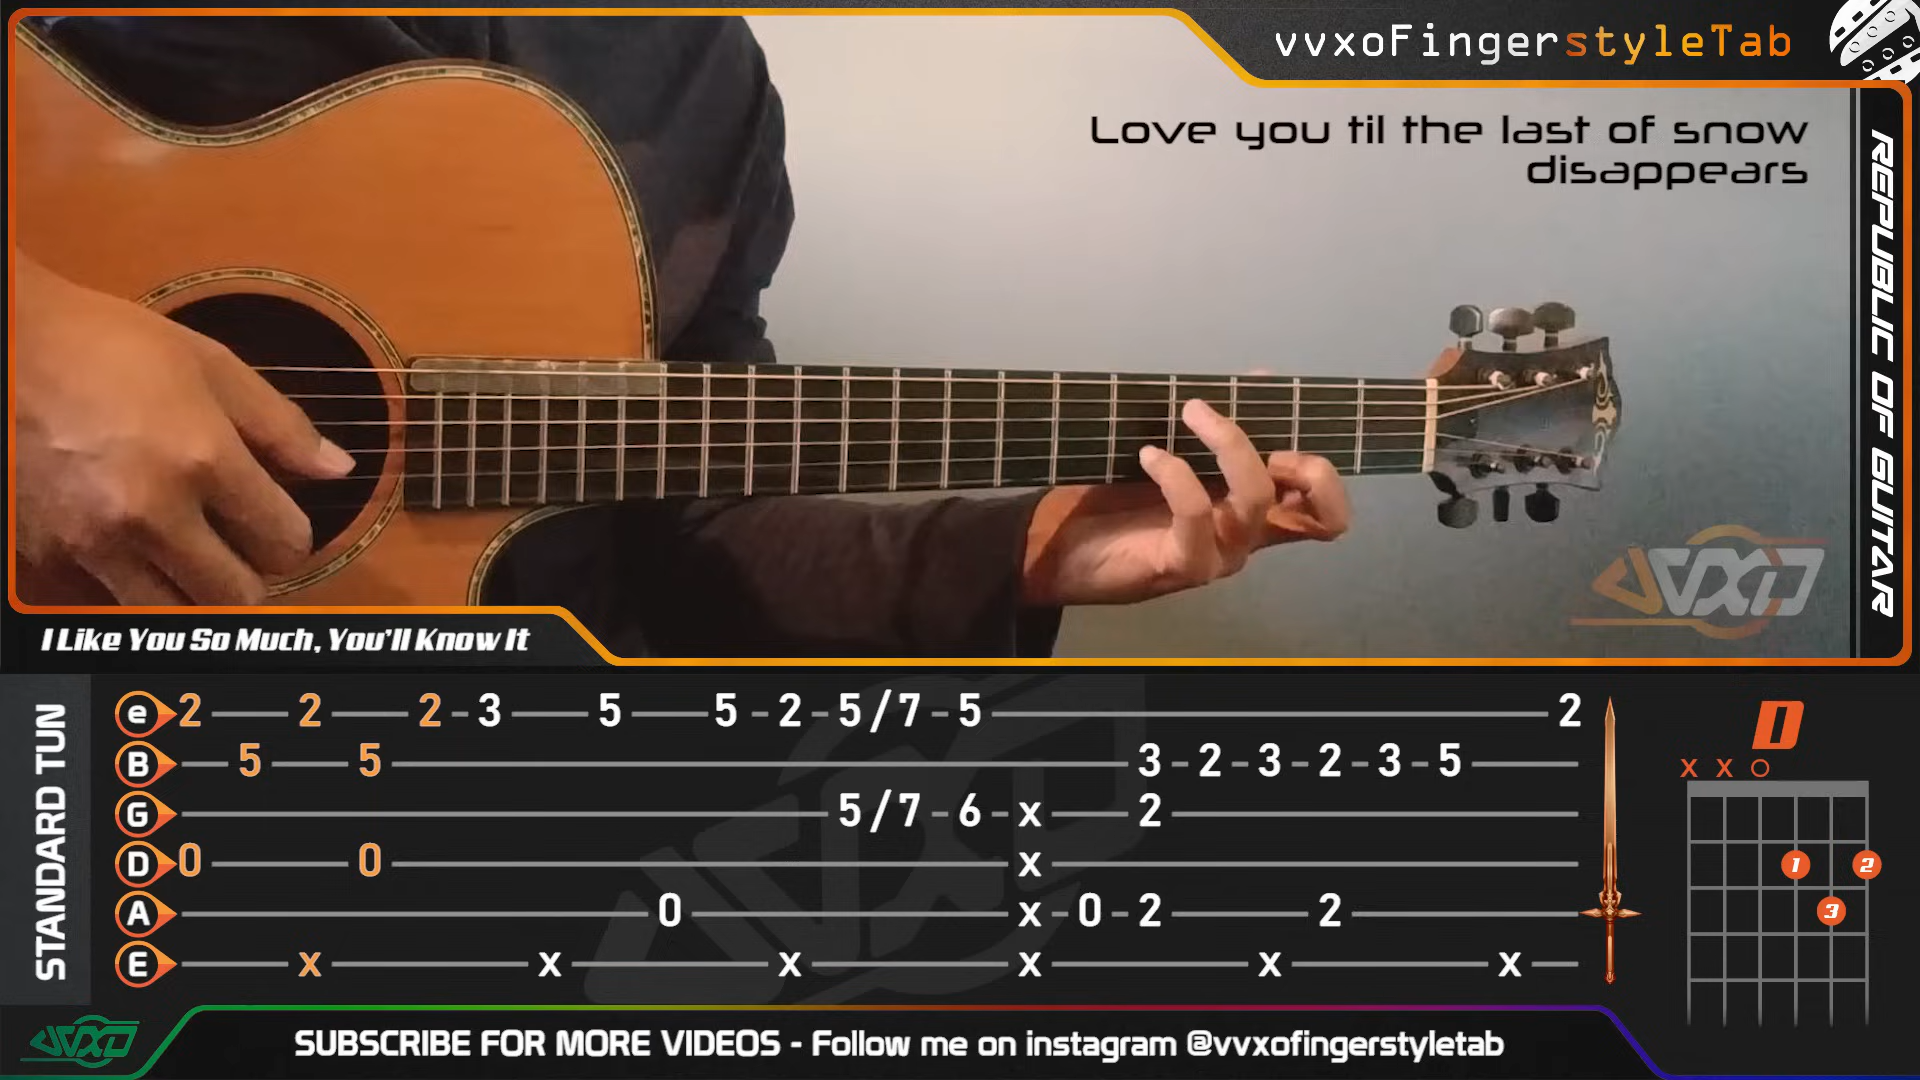 vvxoFingerstyleTab
Love you til the last of snow
disappears
REPUBLIC OF GUITAR
VVXO
I Like You So Much, You'll Know It
STANDARD TUN
e 2 2 2 3 5 5 2 5/7 5 2
B 5 5 3 2 3 2 3 5
G 5/7 6 x 2
D 0 0 x
A 0 x 0 2 2
E x x x x x x
D
x x o
1 2
3
VVXO
SUBSCRIBE FOR MORE VIDEOS - Follow me on instagram @vvxofingerstyletab